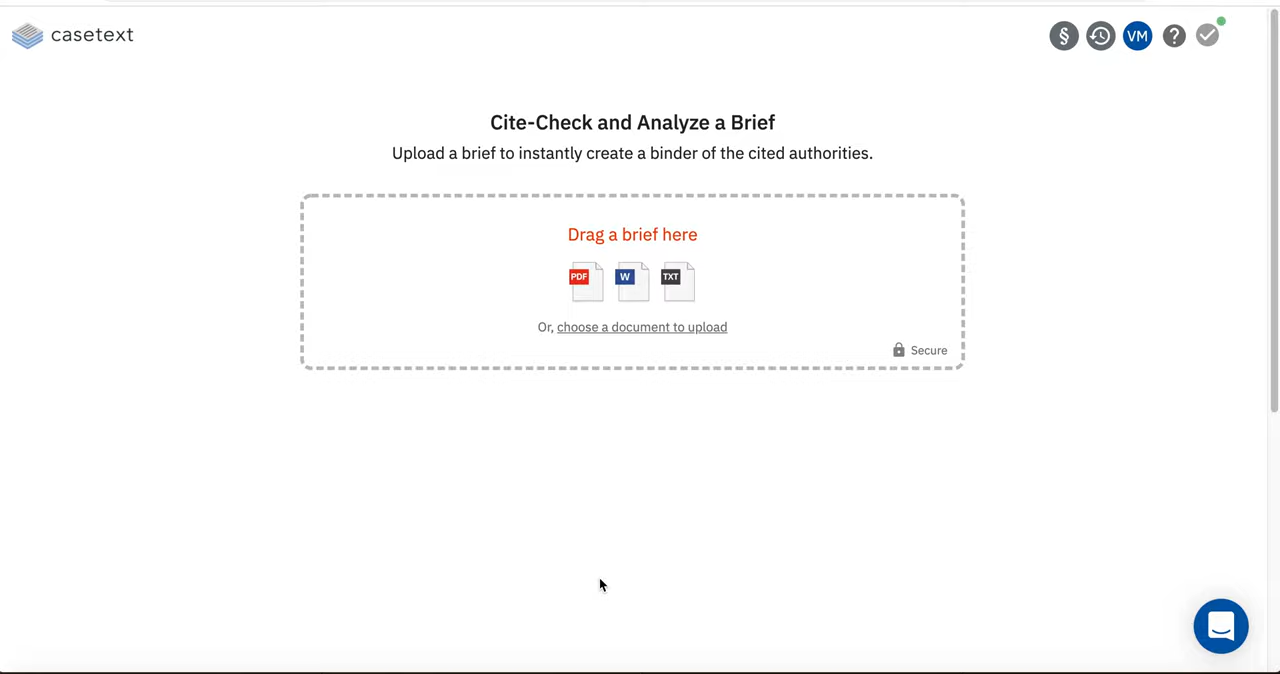 casetext
§
VM
?
Cite-Check and Analyze a Brief
Upload a brief to instantly create a binder of the cited authorities.
Drag a brief here
PDF W TXT
Or, choose a document to upload
Secure